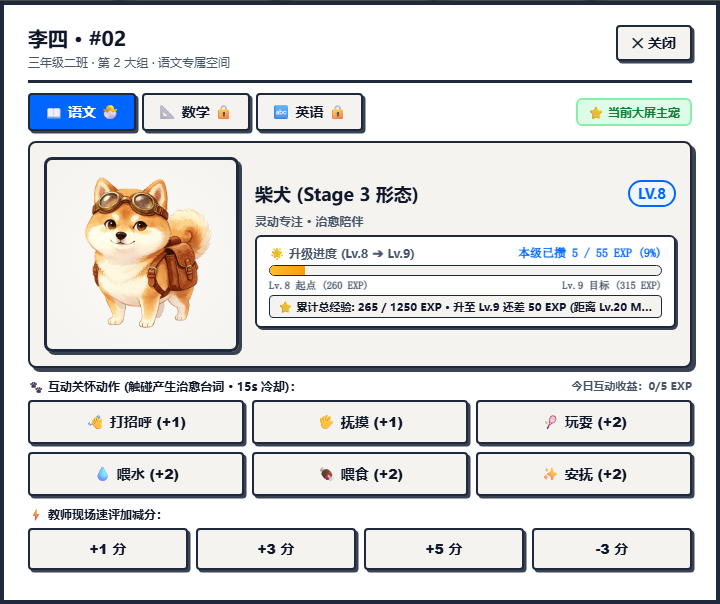 李四 • #02
三年级二班 · 第 2 大组 · 语文专属空间
✕ 关闭
📖 语文 🐣
📐 数学 🔒
🔤 英语 🔒
⭐ 当前大屏主宠
柴犬 (Stage 3 形态)
LV.8
灵动专注 • 治愈陪伴
🌟 升级进度 (Lv.8 ➔ Lv.9)
本级已攒 5 / 55 EXP (9%)
Lv.8 起点 (260 EXP)
Lv.9 目标 (315 EXP)
⭐ 累计总经验: 265 / 1250 EXP • 升至 Lv.9 还差 50 EXP (距离 Lv.20 M...
🐾 互动关怀动作 (触碰产生治愈台词 • 15s 冷却):
今日互动收益: 0/5 EXP
👋 打招呼 (+1)
🖐 抚摸 (+1)
🎾 玩耍 (+2)
💧 喂水 (+2)
🍖 喂食 (+2)
✨ 安抚 (+2)
⚡ 教师现场速评加减分:
+1 分
+3 分
+5 分
-3 分